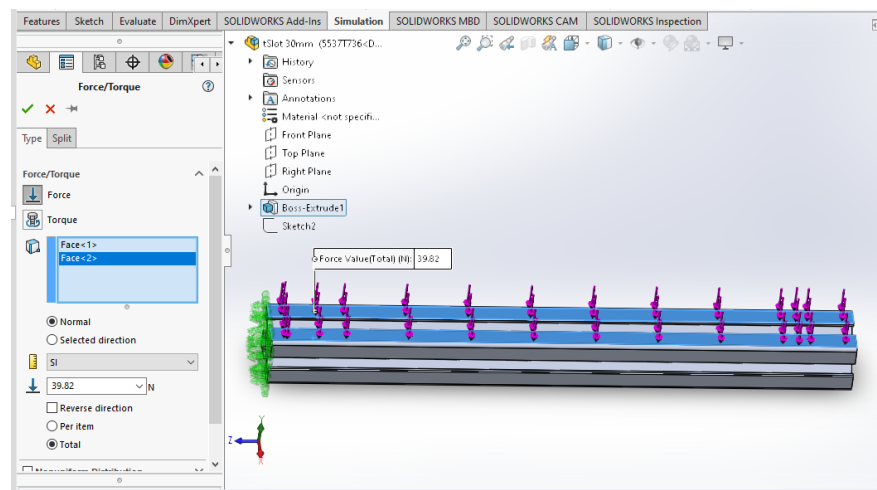 Features Sketch Evaluate DimXpert SOLIDWORKS Add-Ins Simulation SOLIDWORKS MBD SOLIDWORKS CAM SOLIDWORKS Inspection
Force/Torque
Type Split
Force/Torque
Force
Torque
Face<1>
Face<2>
Normal
Selected direction
SI
39.82 N
Reverse direction
Per item
Total
tSlot 30mm (5537T736<D...
History
Sensors
Annotations
Material <not specifi...
Front Plane
Top Plane
Right Plane
Origin
Boss-Extrude1
Sketch2
Force Value(Total) (N): 39.82
Y
Z
X